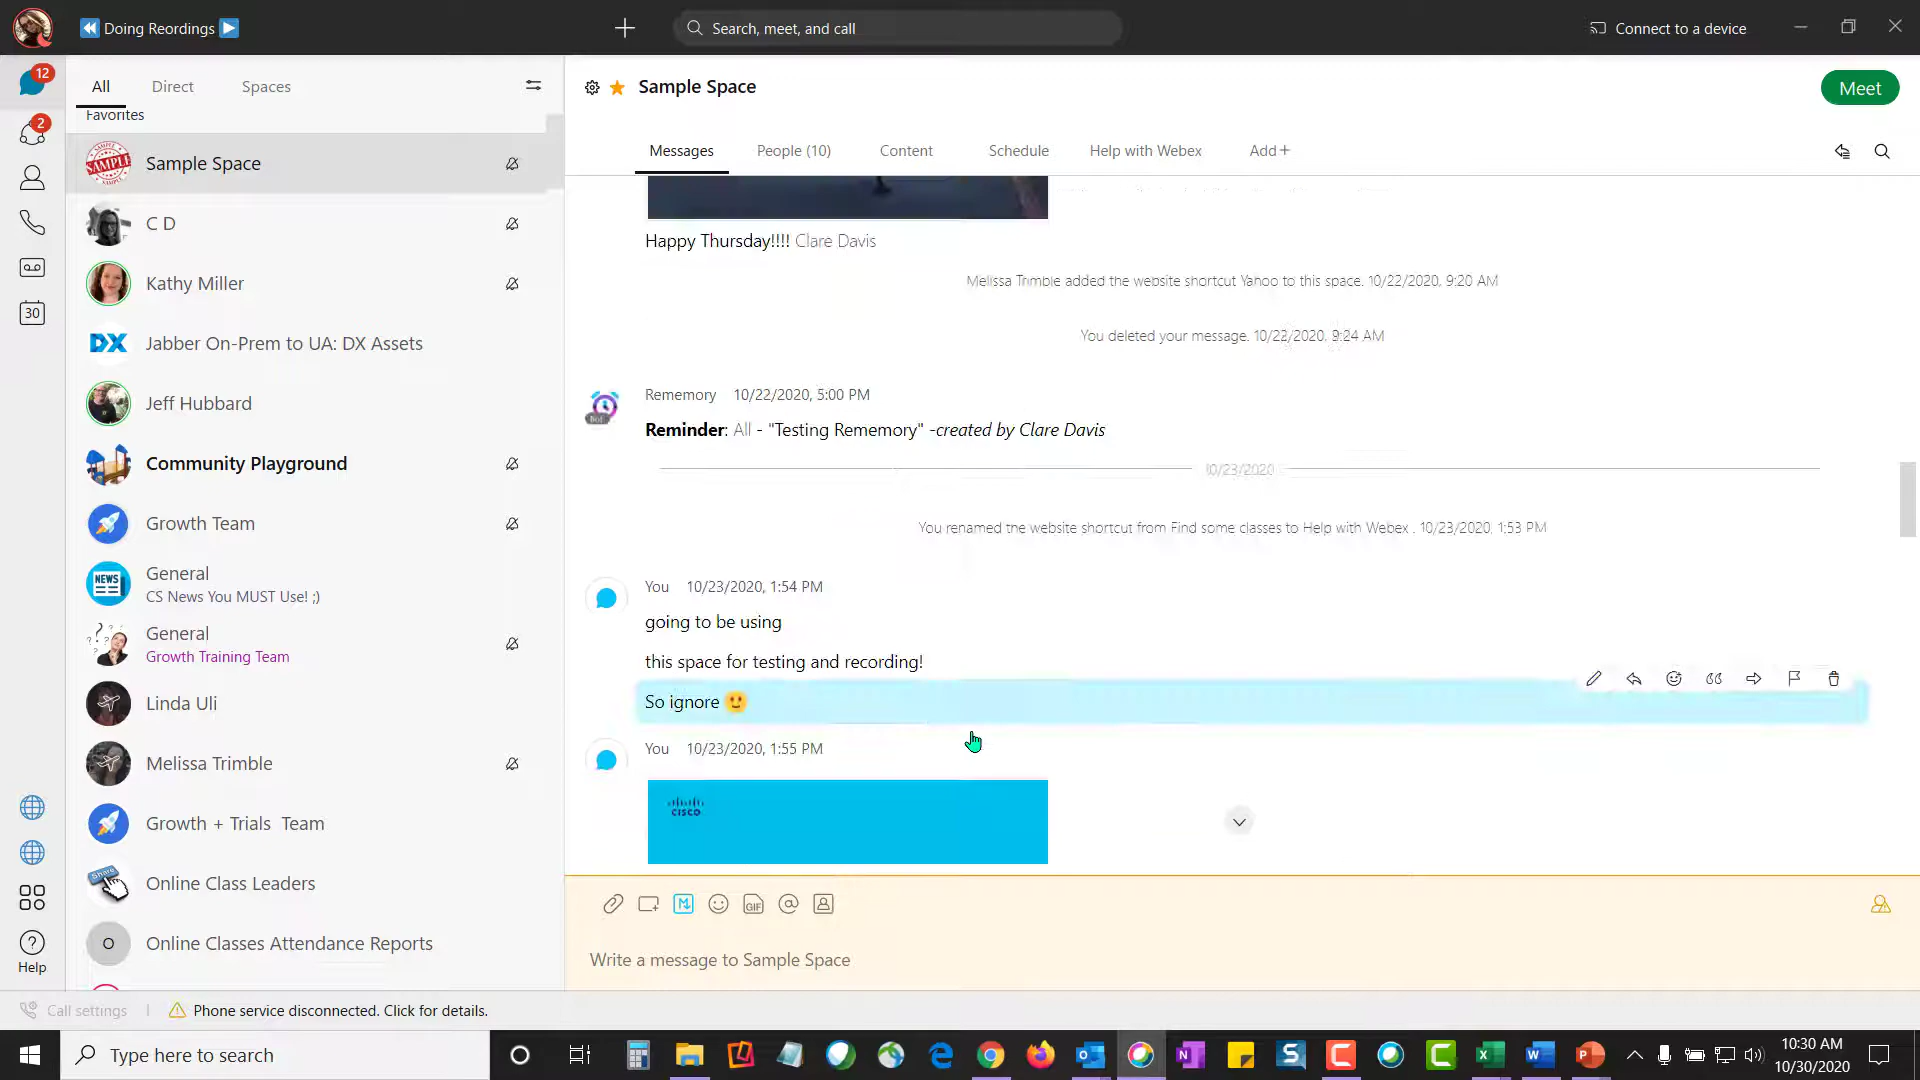 Doing Reordings
Search, meet, and call
Connect to a device
12
2
30
Help
All
Direct
Spaces
Favorites
SAMPLE
Sample Space
C D
Kathy Miller
DX
Jabber On-Prem to UA: DX Assets
Jeff Hubbard
Community Playground
Growth Team
NEWS
General
CS News You MUST Use! ;)
General
Growth Training Team
Linda Uli
Melissa Trimble
Growth + Trials Team
Share
Online Class Leaders
O
Online Classes Attendance Reports
Sample Space
Meet
Messages
People (10)
Content
Schedule
Help with Webex
Add +
Happy Thursday!!!! Clare Davis
Melissa Trimble added the website shortcut Yahoo to this space. 10/22/2020, 9:20 AM
You deleted your message. 10/22/2020, 9:24 AM
Rememory 10/22/2020, 5:00 PM
Bot
Reminder: All - "Testing Rememory" -created by Clare Davis
10/23/2020
You renamed the website shortcut from Find some classes to Help with Webex . 10/23/2020, 1:53 PM
You 10/23/2020, 1:54 PM
going to be using
this space for testing and recording!
So ignore 🙂
You 10/23/2020, 1:55 PM
cisco
GIF
Write a message to Sample Space
Call settings
Phone service disconnected. Click for details.
Type here to search
10:30 AM
10/30/2020